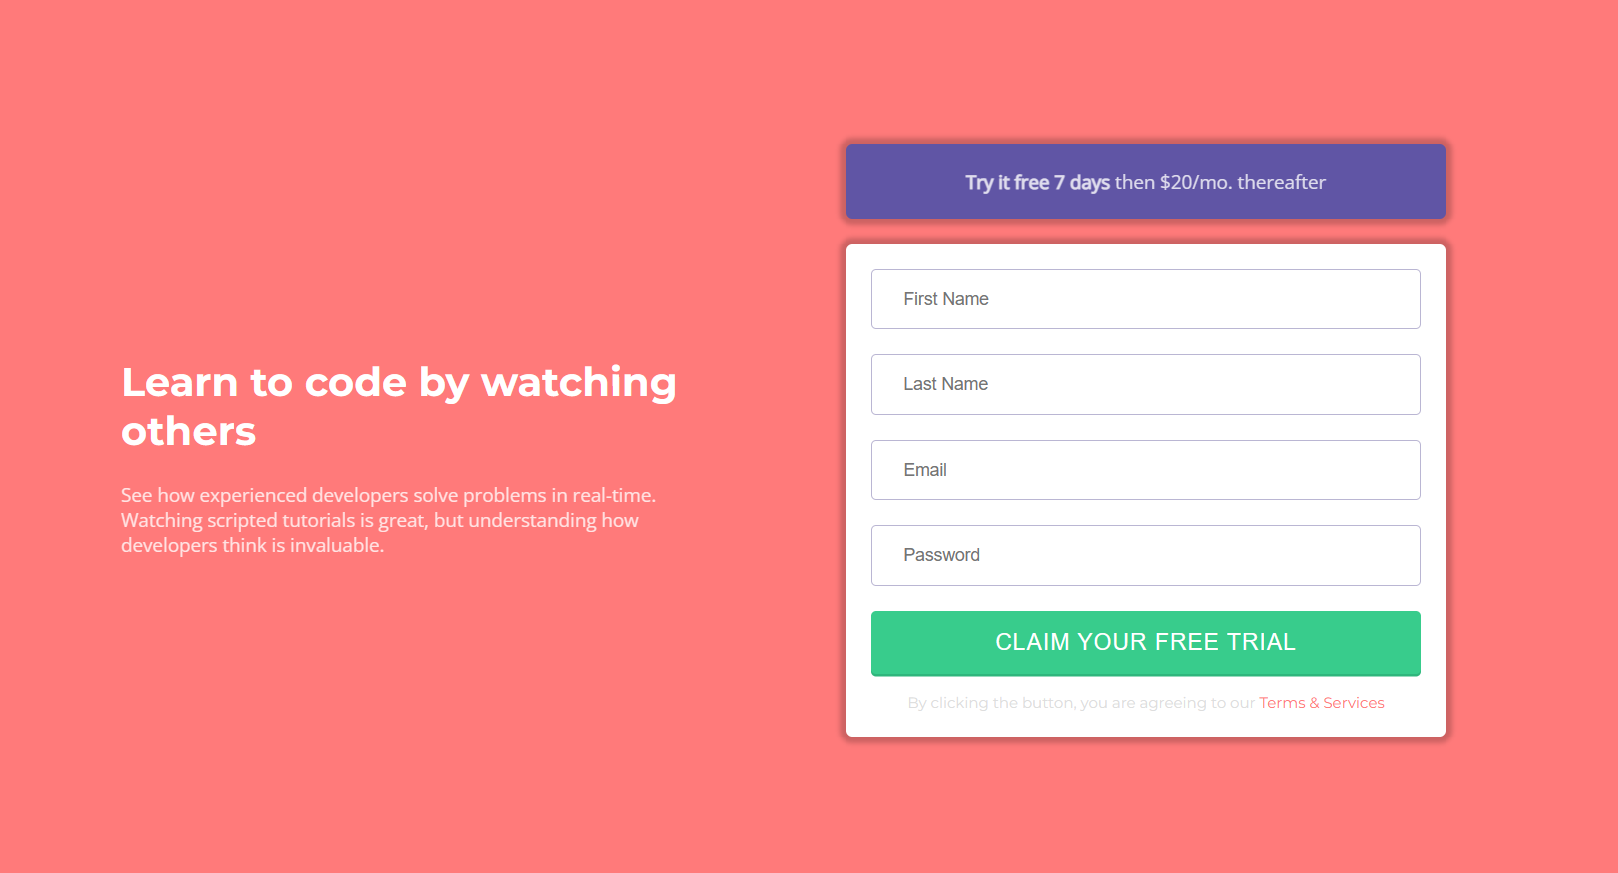 Learn to code by watching
others
See how experienced developers solve problems in real-time.
Watching scripted tutorials is great, but understanding how
developers think is invaluable.
Try it free 7 days then $20/mo. thereafter
First Name
Last Name
Email
Password
CLAIM YOUR FREE TRIAL
By clicking the button, you are agreeing to our Terms & Services